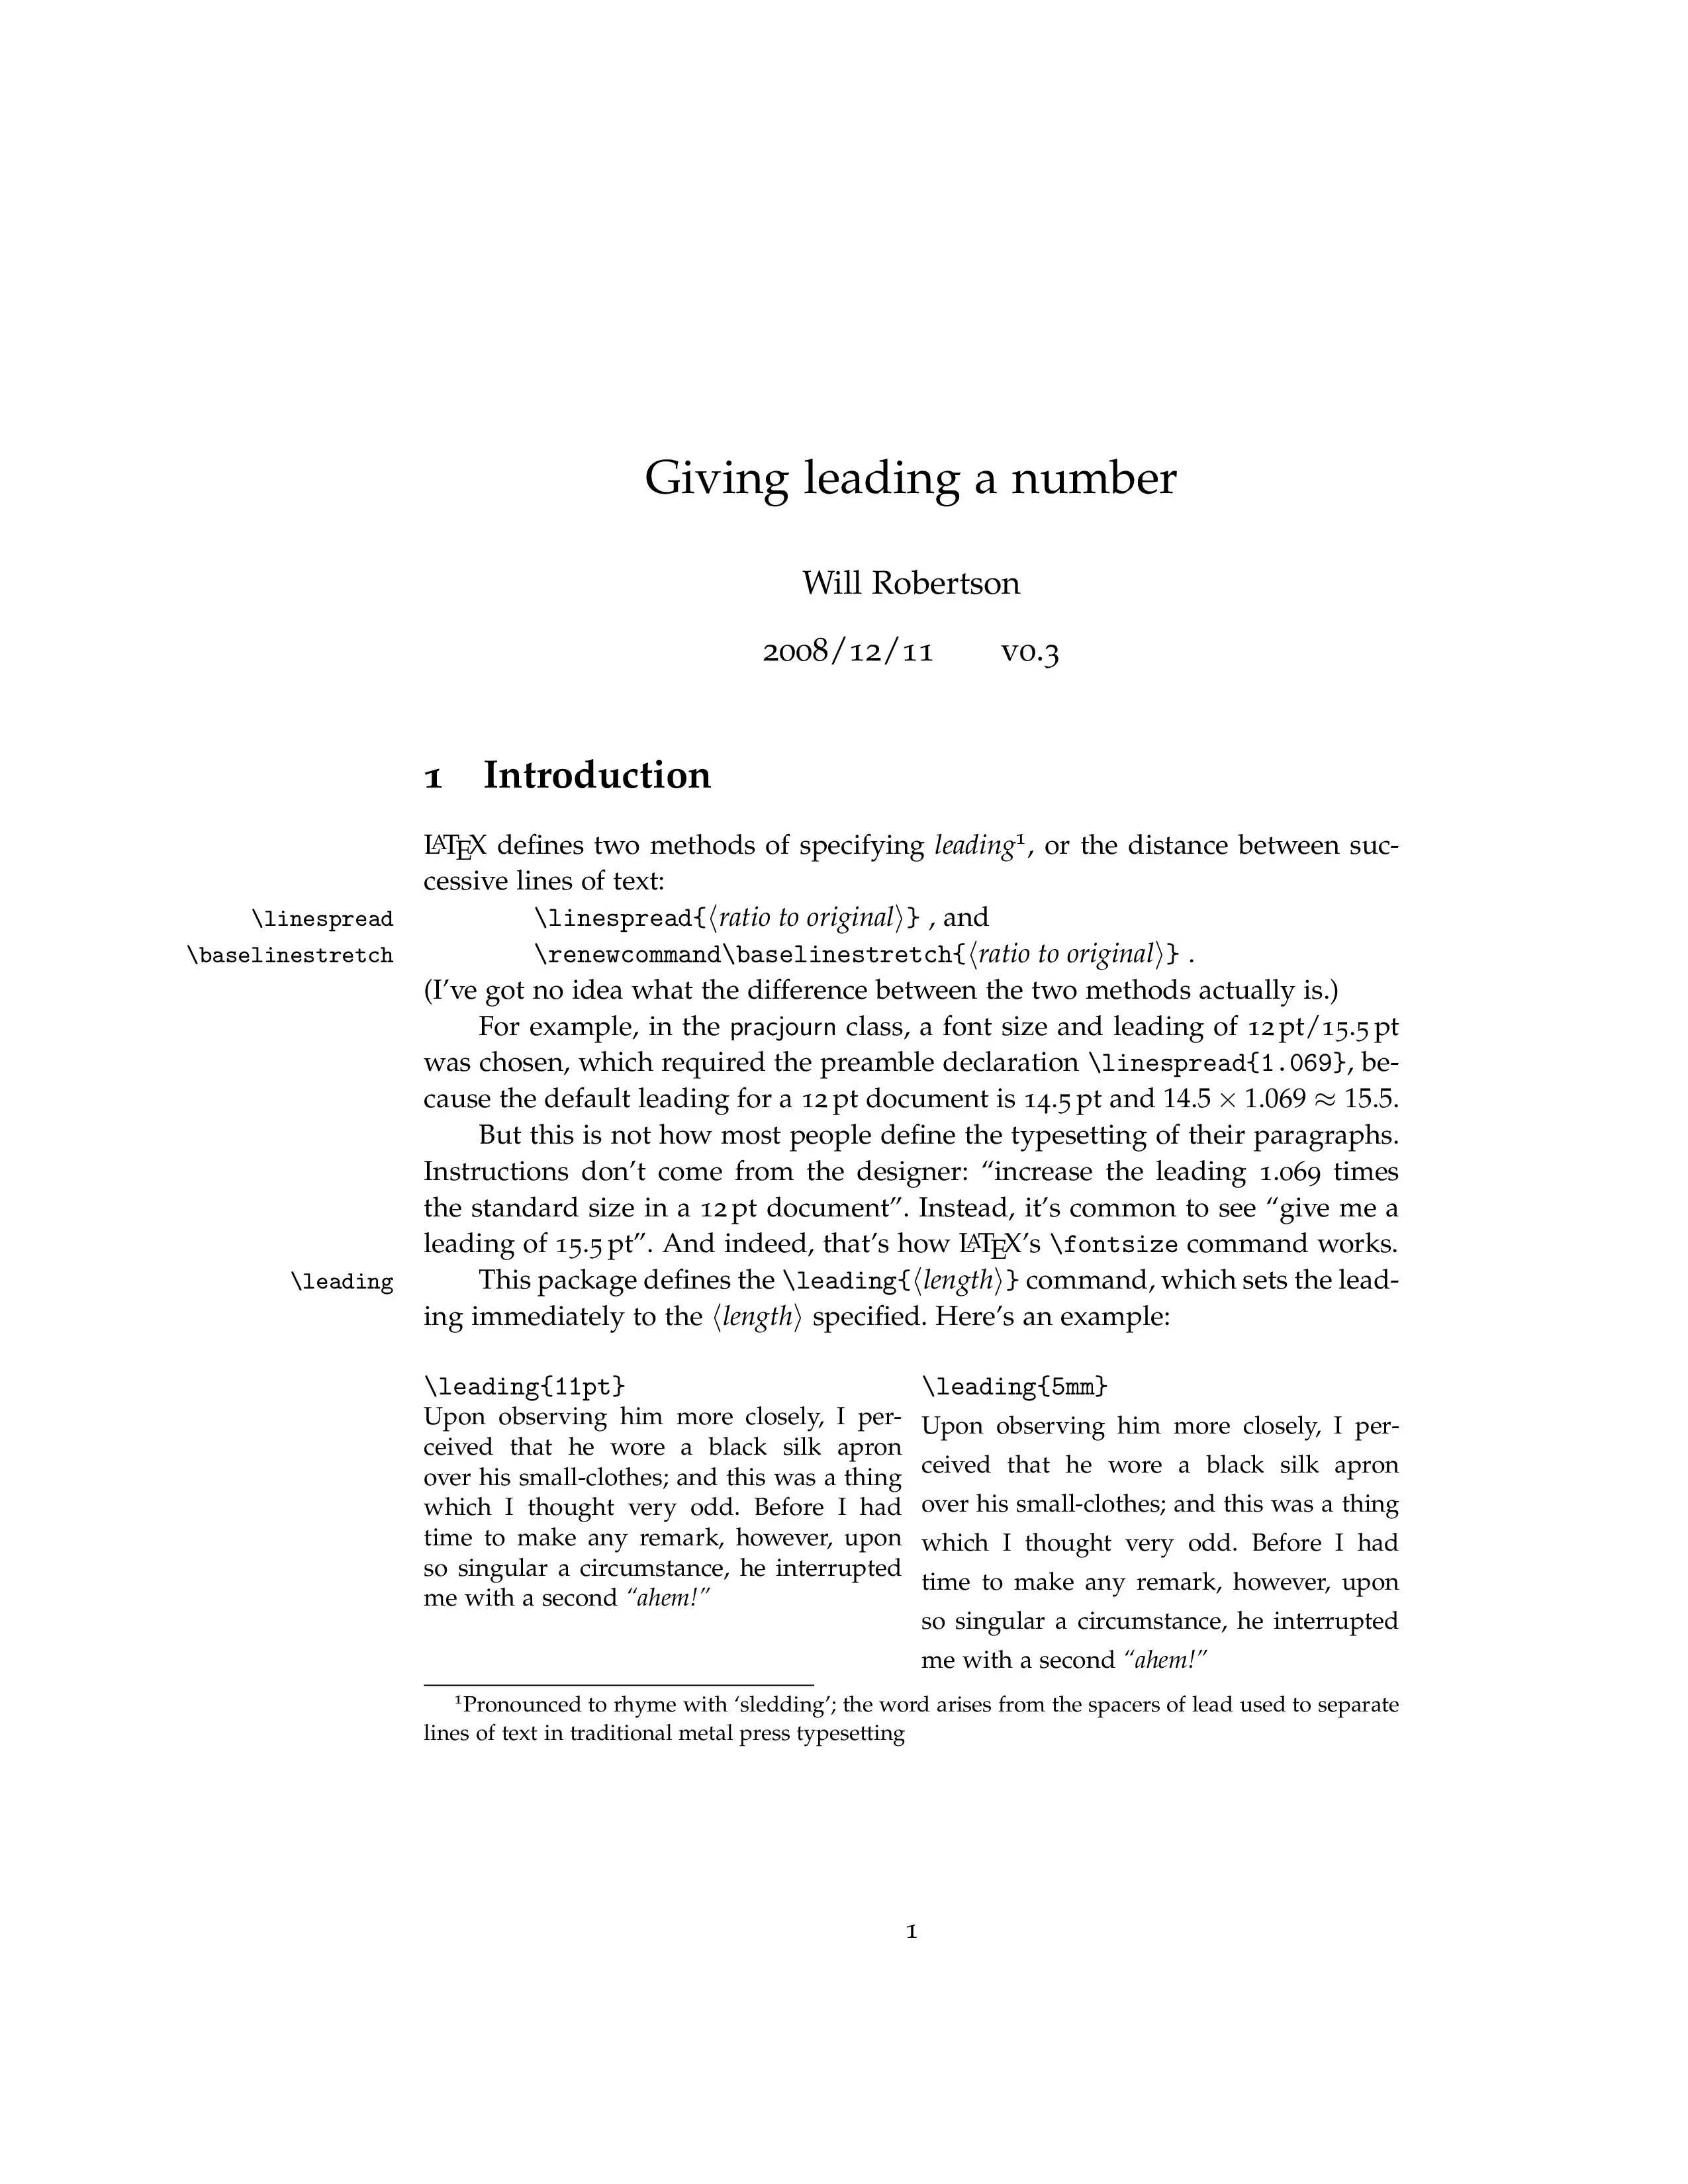 Giving leading a number
Will Robertson
2008/12/11 v0.3
1 Introduction
LATEX defines two methods of specifying leading¹, or the distance between suc-
cessive lines of text:
\linespread \linespread{⟨ratio to original⟩} , and
\baselinestretch \renewcommand\baselinestretch{⟨ratio to original⟩} .
(I’ve got no idea what the difference between the two methods actually is.)
For example, in the pracjourn class, a font size and leading of 12 pt/15.5 pt
was chosen, which required the preamble declaration \linespread{1.069}, be-
cause the default leading for a 12 pt document is 14.5 pt and 14.5 × 1.069 ≈ 15.5.
But this is not how most people define the typesetting of their paragraphs.
Instructions don’t come from the designer: “increase the leading 1.069 times
the standard size in a 12 pt document”. Instead, it’s common to see “give me a
leading of 15.5 pt”. And indeed, that’s how LATEX’s \fontsize command works.
\leading This package defines the \leading{⟨length⟩} command, which sets the lead-
ing immediately to the ⟨length⟩ specified. Here’s an example:
\leading{11pt}
Upon observing him more closely, I per-
ceived that he wore a black silk apron
over his small-clothes; and this was a thing
which I thought very odd. Before I had
time to make any remark, however, upon
so singular a circumstance, he interrupted
me with a second “ahem!”
\leading{5mm}
Upon observing him more closely, I per-
ceived that he wore a black silk apron
over his small-clothes; and this was a thing
which I thought very odd. Before I had
time to make any remark, however, upon
so singular a circumstance, he interrupted
me with a second “ahem!”
¹Pronounced to rhyme with ‘sledding’; the word arises from the spacers of lead used to separate
lines of text in traditional metal press typesetting
1